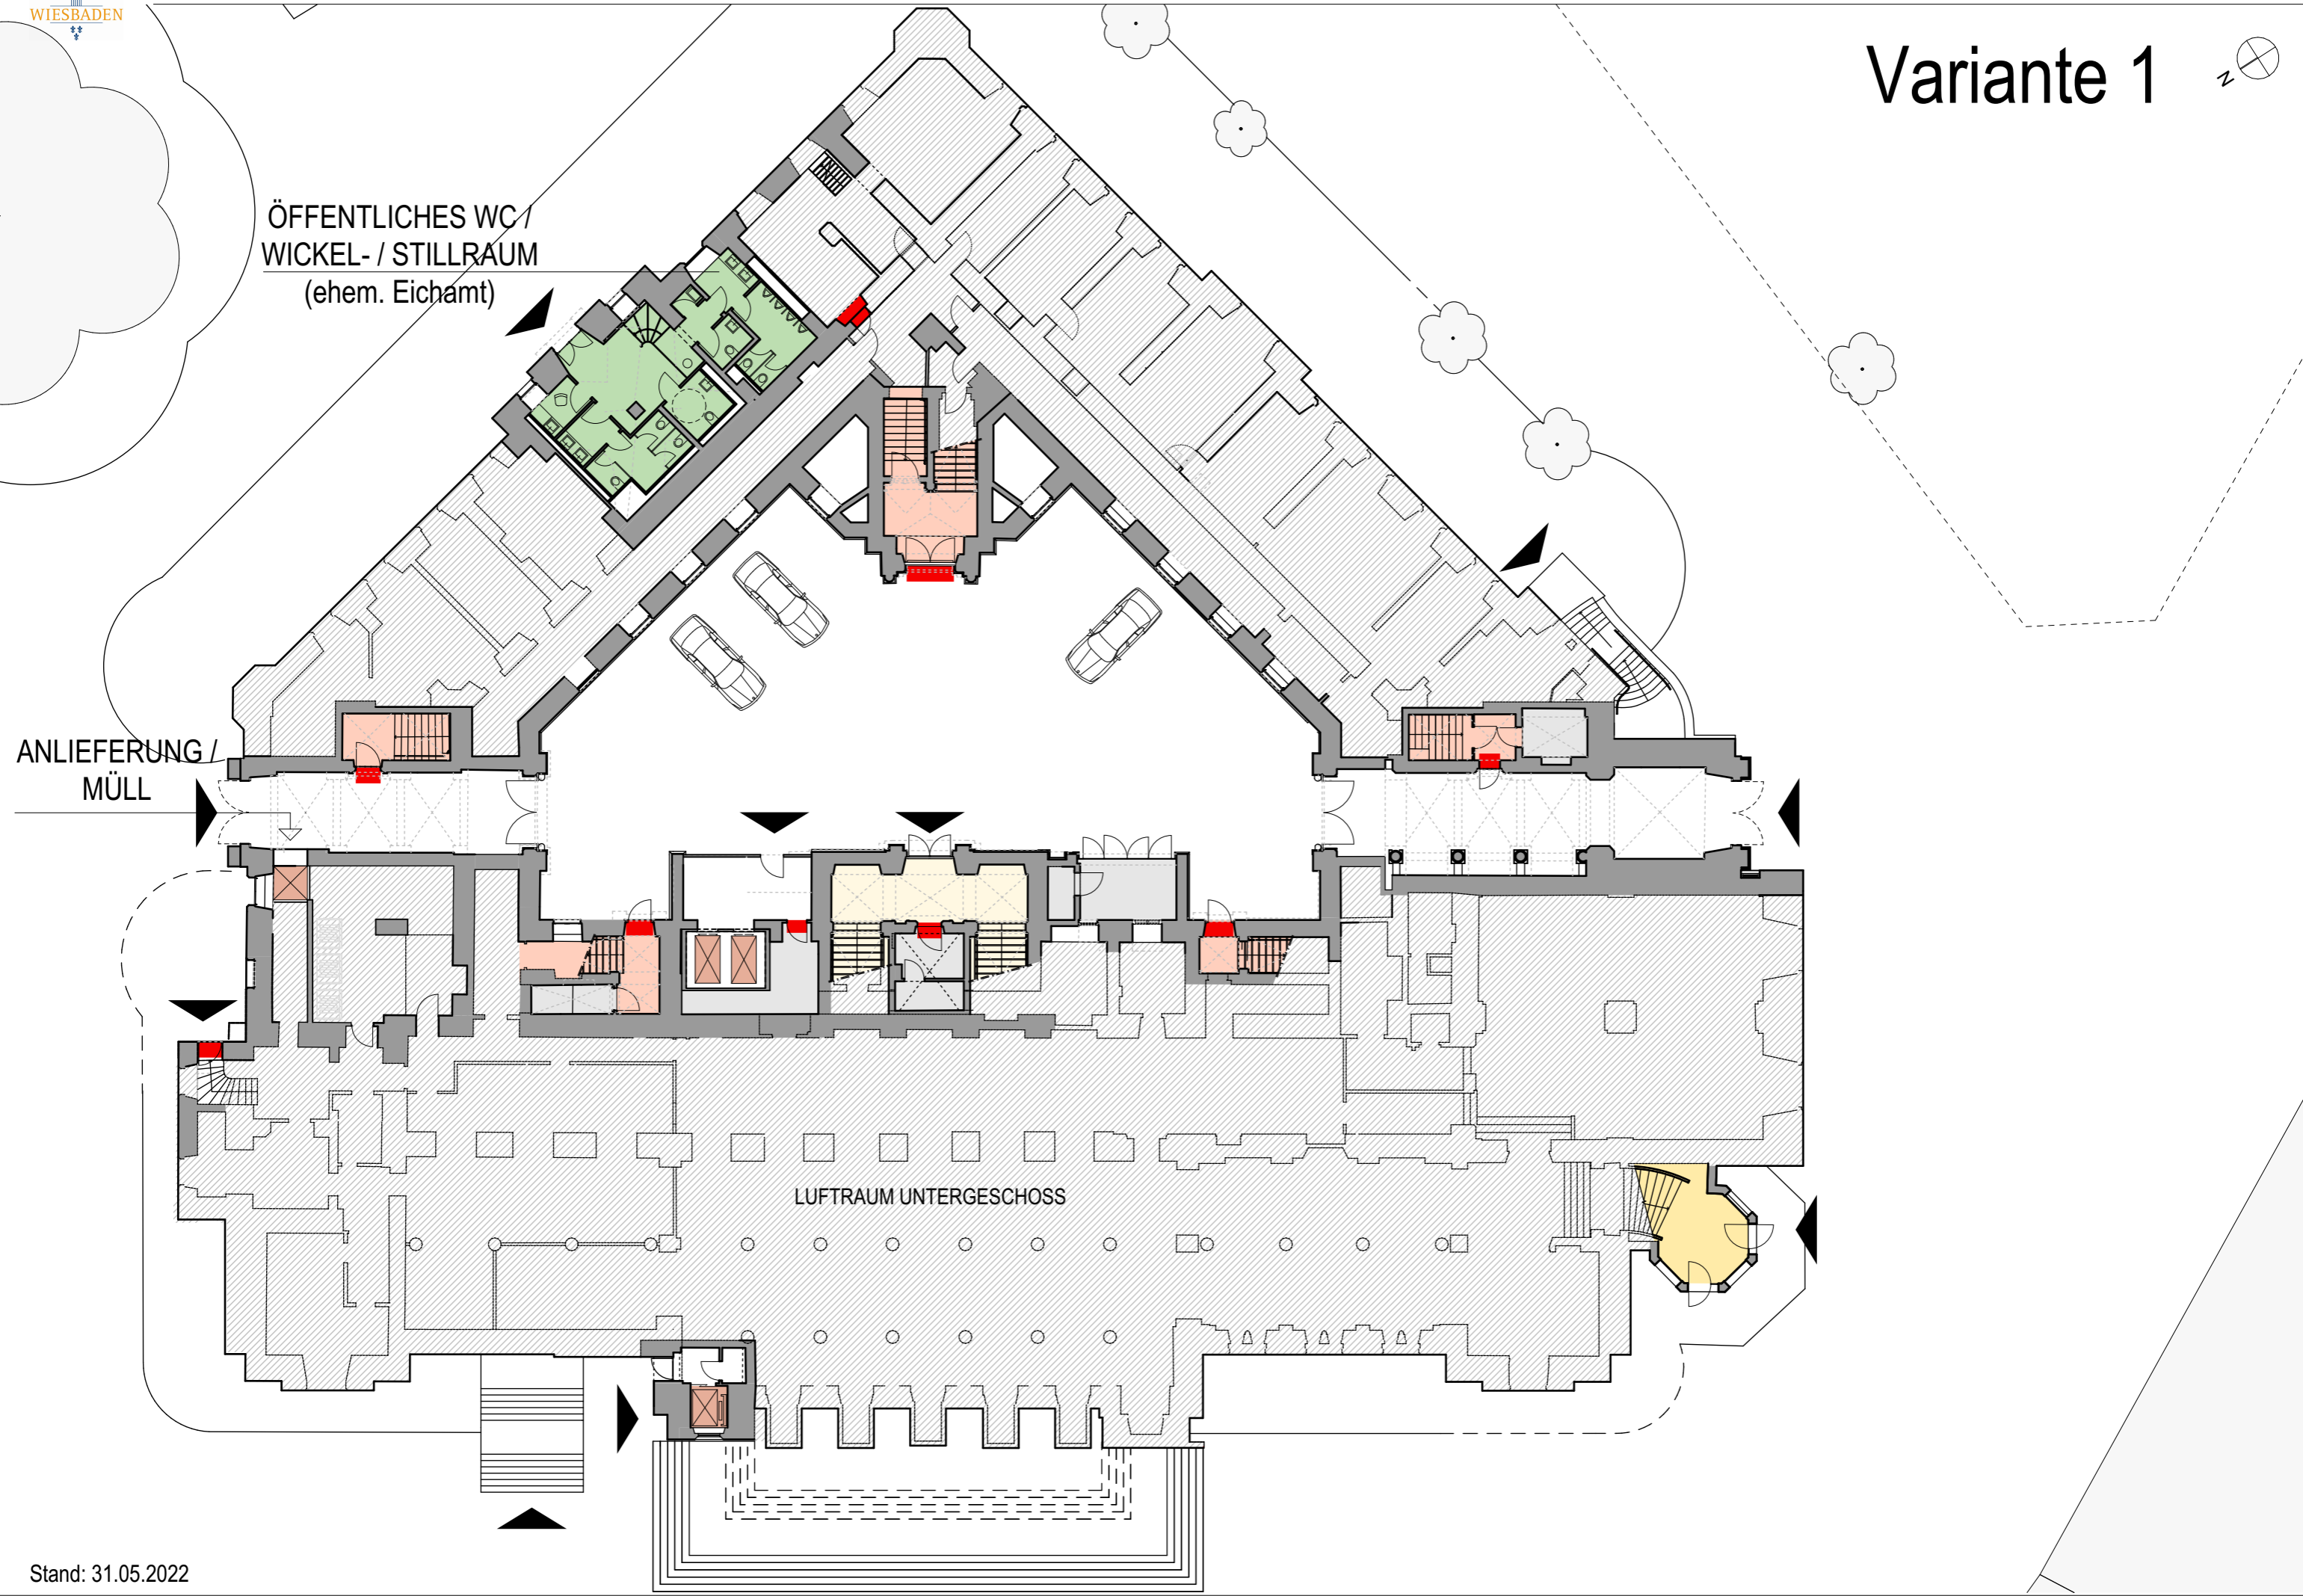 WIESBADEN
Variante 1
N
ÖFFENTLICHES WC /
WICKEL- / STILLRAUM
(ehem. Eichamt)
ANLIEFERUNG /
MÜLL
LUFTRAUM UNTERGESCHOSS
Stand: 31.05.2022